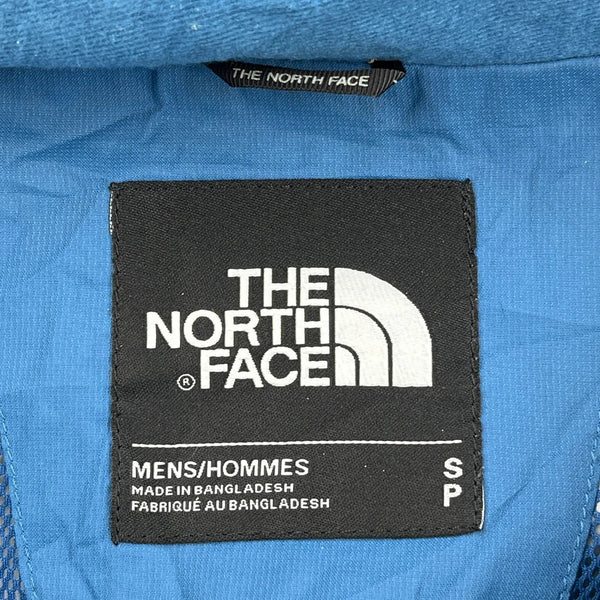 THE NORTH FACE
THE
NORTH
® FACE
MENS/HOMMES S
MADE IN BANGLADESH P
FABRIQUÉ AU BANGLADESH